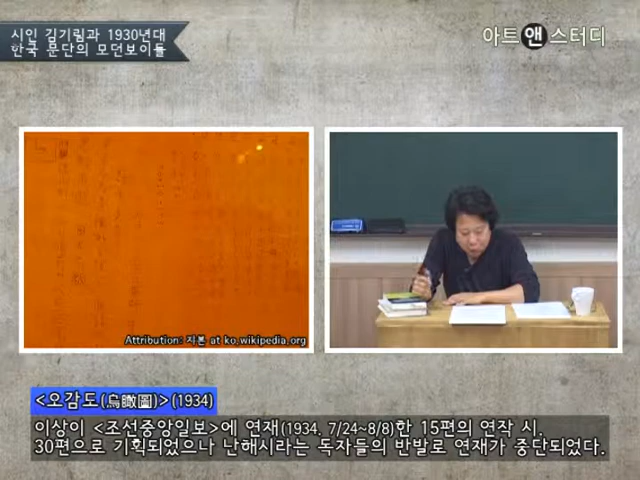 시인 김기림과 1930년대
한국 문단의 모던보이들
아트앤스터디
Attribution: 자본 at ko.wikipedia.org
<오감도(烏瞰圖)>(1934)
이상이 <조선중앙일보>에 연재(1934. 7/24~8/8)한 15편의 연작 시.
30편으로 기획되었으나 난해시라는 독자들의 반발로 연재가 중단되었다.